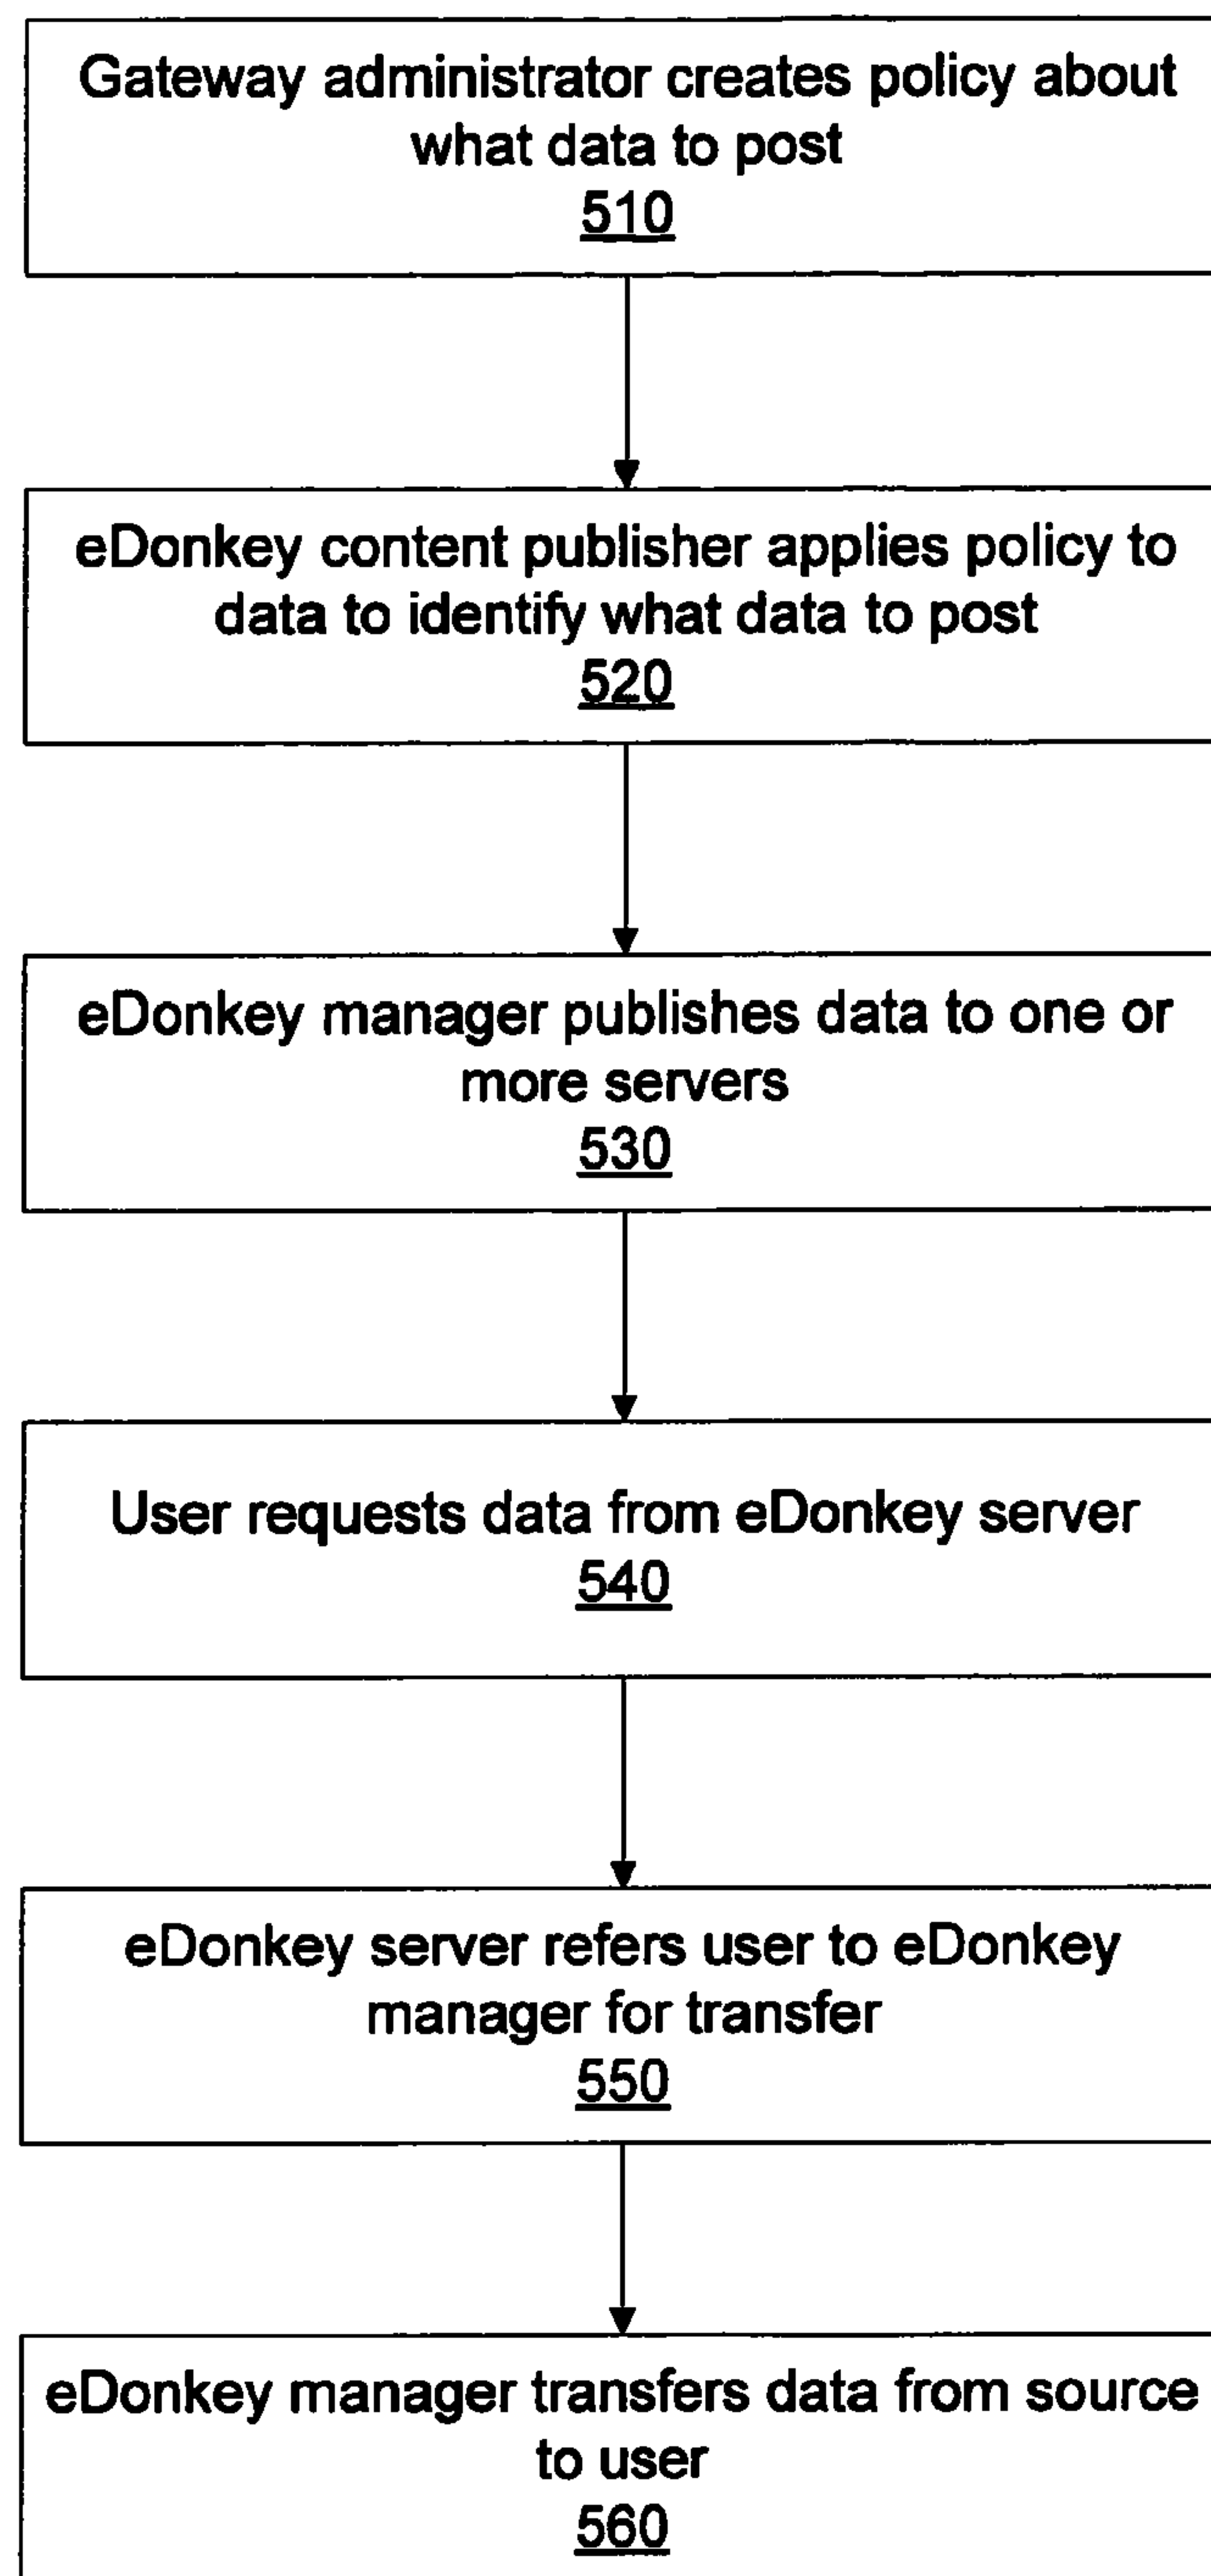 Gateway administrator creates policy about
what data to post
510
eDonkey content publisher applies policy to
data to identify what data to post
520
eDonkey manager publishes data to one or
more servers
530
User requests data from eDonkey server
540
eDonkey server refers user to eDonkey
manager for transfer
550
eDonkey manager transfers data from source
to user
560